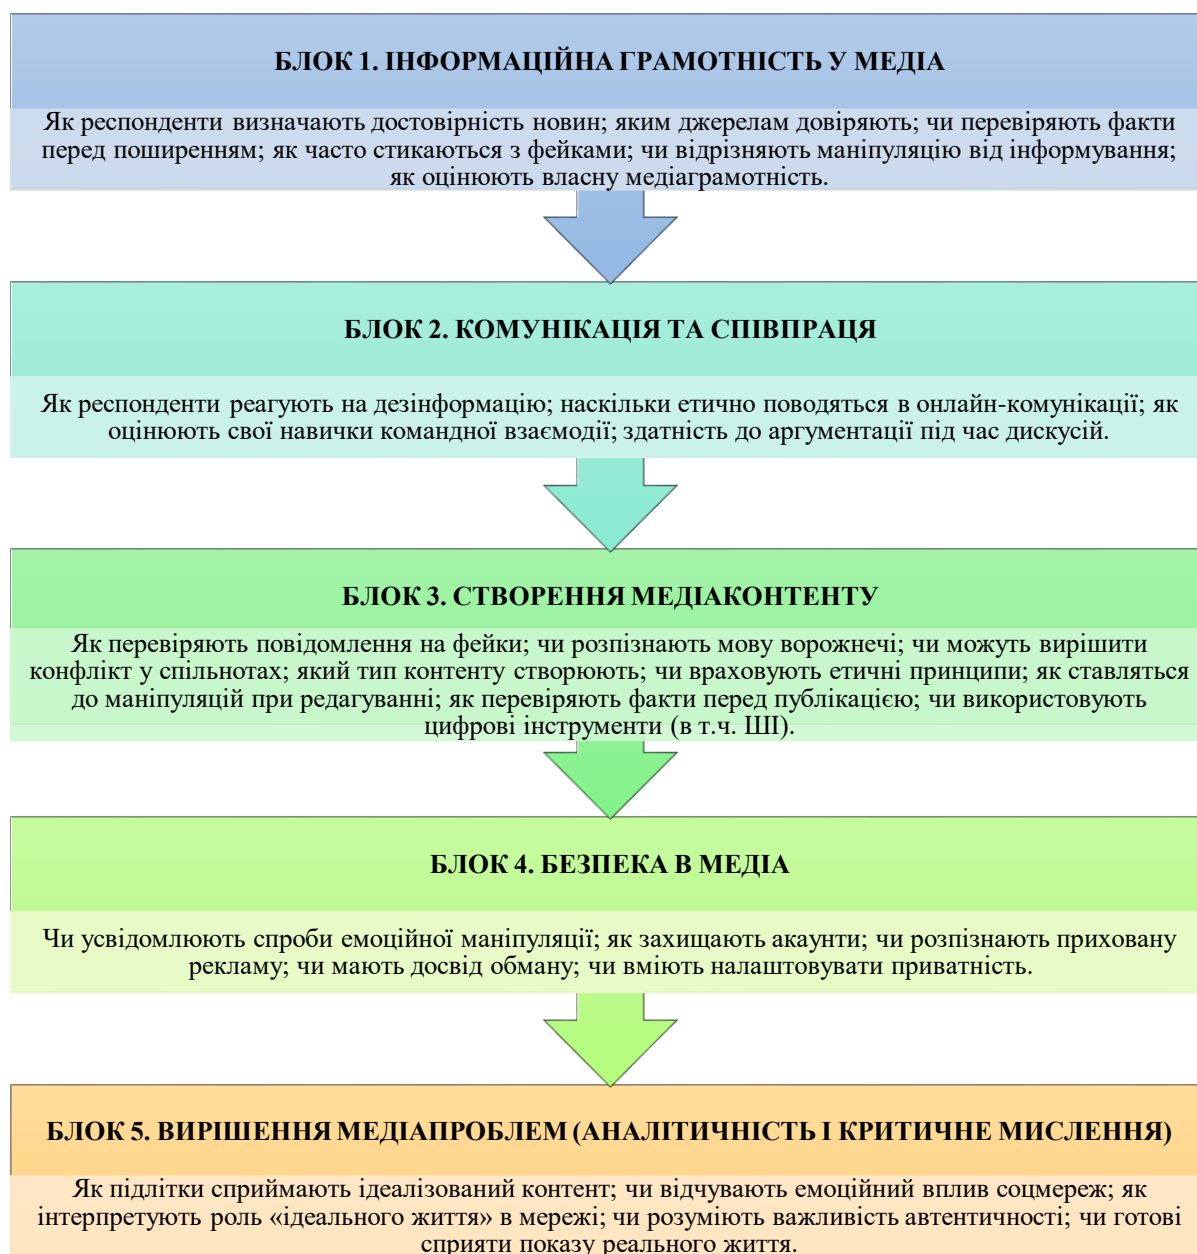 БЛОК 1. ІНФОРМАЦІЙНА ГРАМОТНІСТЬ У МЕДІА
Як респонденти визначають достовірність новин; яким джерелам довіряють; чи перевіряють факти
перед поширенням; як часто стикаються з фейками; чи відрізняють маніпуляцію від інформування;
як оцінюють власну медіаграмотність.
БЛОК 2. КОМУНІКАЦІЯ ТА СПІВПРАЦЯ
Як респонденти реагують на дезінформацію; наскільки етично поводяться в онлайн-комунікації; як
оцінюють свої навички командної взаємодії; здатність до аргументації під час дискусій.
БЛОК 3. СТВОРЕННЯ МЕДІАКОНТЕНТУ
Як перевіряють повідомлення на фейки; чи розпізнають мову ворожнечі; чи можуть вирішити
конфлікт у спільнотах; який тип контенту створюють; чи враховують етичні принципи; як ставляться
до маніпуляцій при редагуванні; як перевіряють факти перед публікацією; чи використовують
цифрові інструменти (в т.ч. ШІ).
БЛОК 4. БЕЗПЕКА В МЕДІА
Чи усвідомлюють спроби емоційної маніпуляції; як захищають акаунти; чи розпізнають приховану
рекламу; чи мають досвід обману; чи вміють налаштовувати приватність.
БЛОК 5. ВИРІШЕННЯ МЕДІАПРОБЛЕМ (АНАЛІТИЧНІСТЬ І КРИТИЧНЕ МИСЛЕННЯ)
Як підлітки сприймають ідеалізований контент; чи відчувають емоційний вплив соцмереж; як
інтерпретують роль «ідеального життя» в мережі; чи розуміють важливість автентичності; чи готові
сприяти показу реального життя.